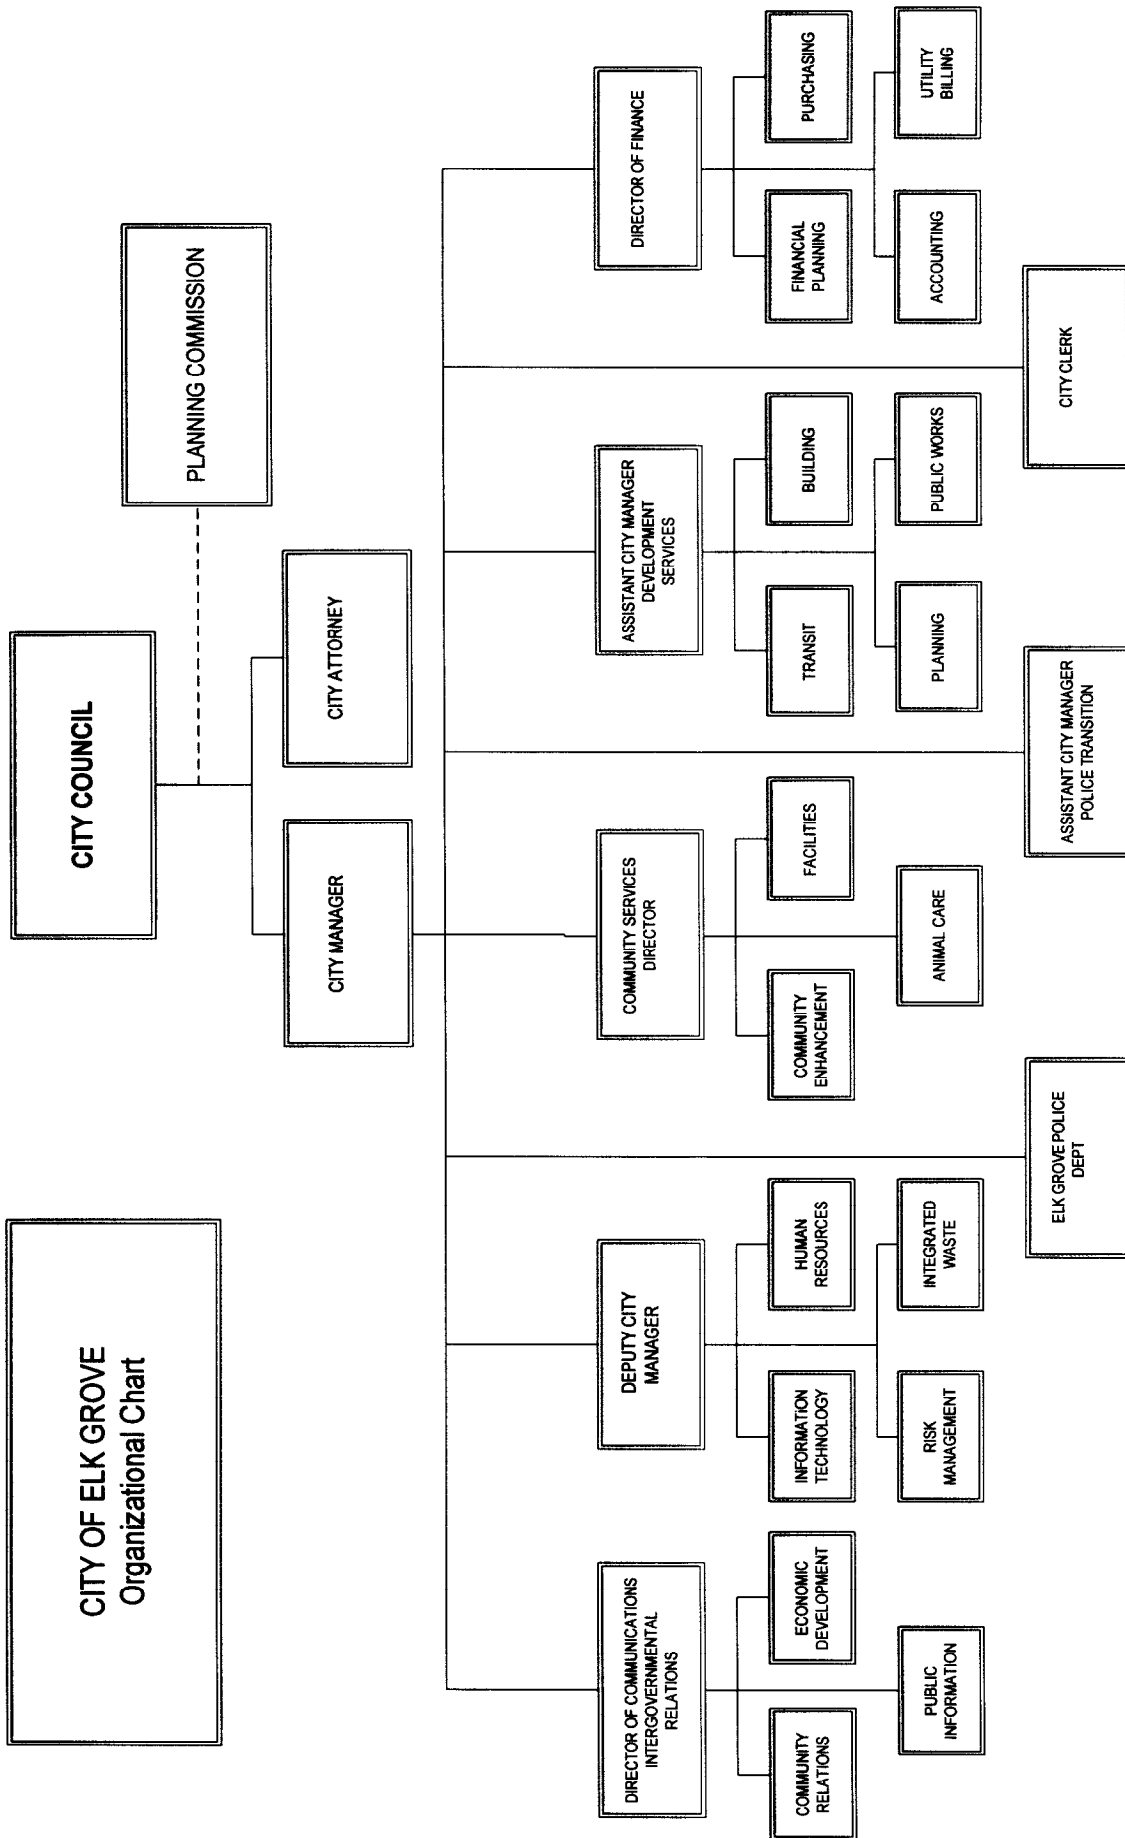 CITY OF ELK GROVE
Organizational Chart
CITY COUNCIL
PLANNING COMMISSION
CITY MANAGER
CITY ATTORNEY
DIRECTOR OF COMMUNICATIONS
INTERGOVERNMENTAL
RELATIONS
DEPUTY CITY
MANAGER
COMMUNITY SERVICES
DIRECTOR
ASSISTANT CITY MANAGER
DEVELOPMENT
SERVICES
DIRECTOR OF FINANCE
COMMUNITY
RELATIONS
ECONOMIC
DEVELOPMENT
INFORMATION
TECHNOLOGY
HUMAN
RESOURCES
COMMUNITY
ENHANCEMENT
FACILITIES
TRANSIT
BUILDING
FINANCIAL
PLANNING
PURCHASING
PUBLIC
INFORMATION
RISK
MANAGEMENT
INTEGRATED
WASTE
ANIMAL CARE
PLANNING
PUBLIC WORKS
ACCOUNTING
UTILITY
BILLING
ELK GROVE POLICE
DEPT
ASSISTANT CITY MANAGER
POLICE TRANSITION
CITY CLERK